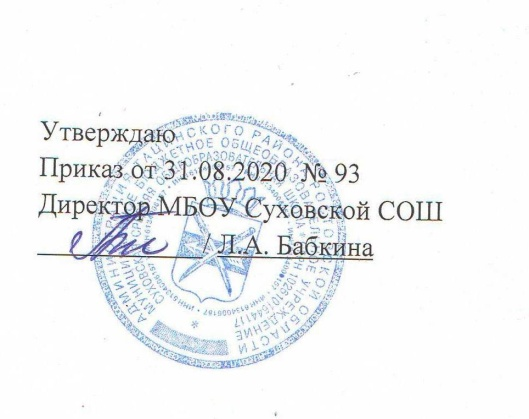 Утверждаю
Приказ от 31.08.2020 № 93
Директор МБОУ Суховской СОШ
/ Л.А. Бабкина